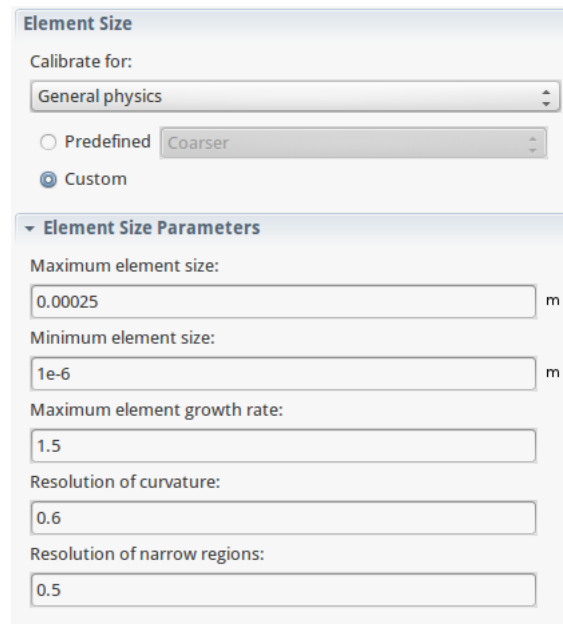 Element Size
Calibrate for:
General physics
Predefined Coarser
Custom
Element Size Parameters
Maximum element size:
0.00025 m
Minimum element size:
1e-6 m
Maximum element growth rate:
1.5
Resolution of curvature:
0.6
Resolution of narrow regions:
0.5